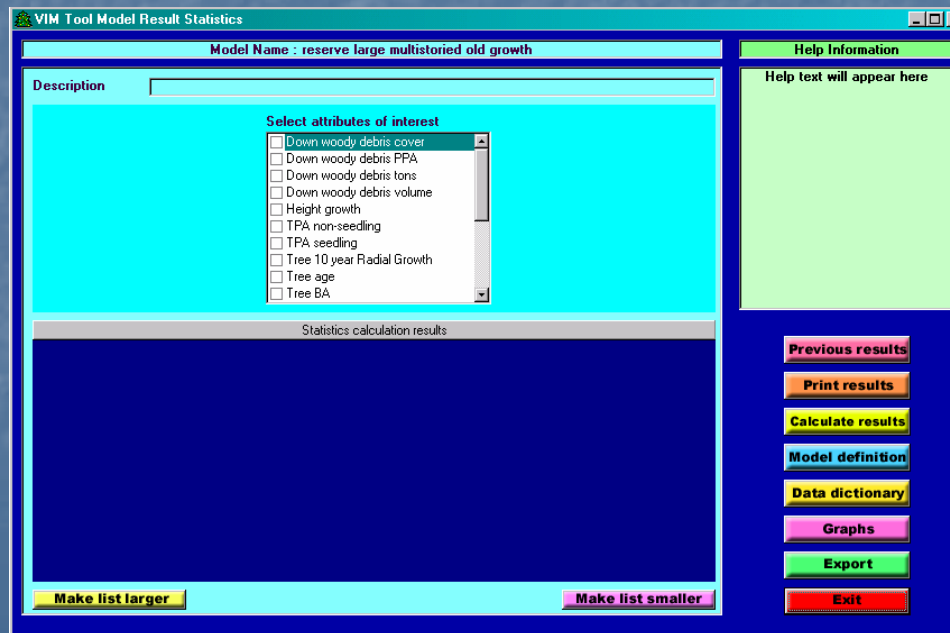 VIM Tool Model Result Statistics
Model Name : reserve large multistoried old growth
Help Information
Description
Help text will appear here
Select attributes of interest
Down woody debris cover
Down woody debris PPA
Down woody debris tons
Down woody debris volume
Height growth
TPA non-seedling
TPA seedling
Tree 10 year Radial Growth
Tree age
Tree BA
Statistics calculation results
Previous results
Print results
Calculate results
Model definition
Data dictionary
Graphs
Export
Exit
Make list larger
Make list smaller